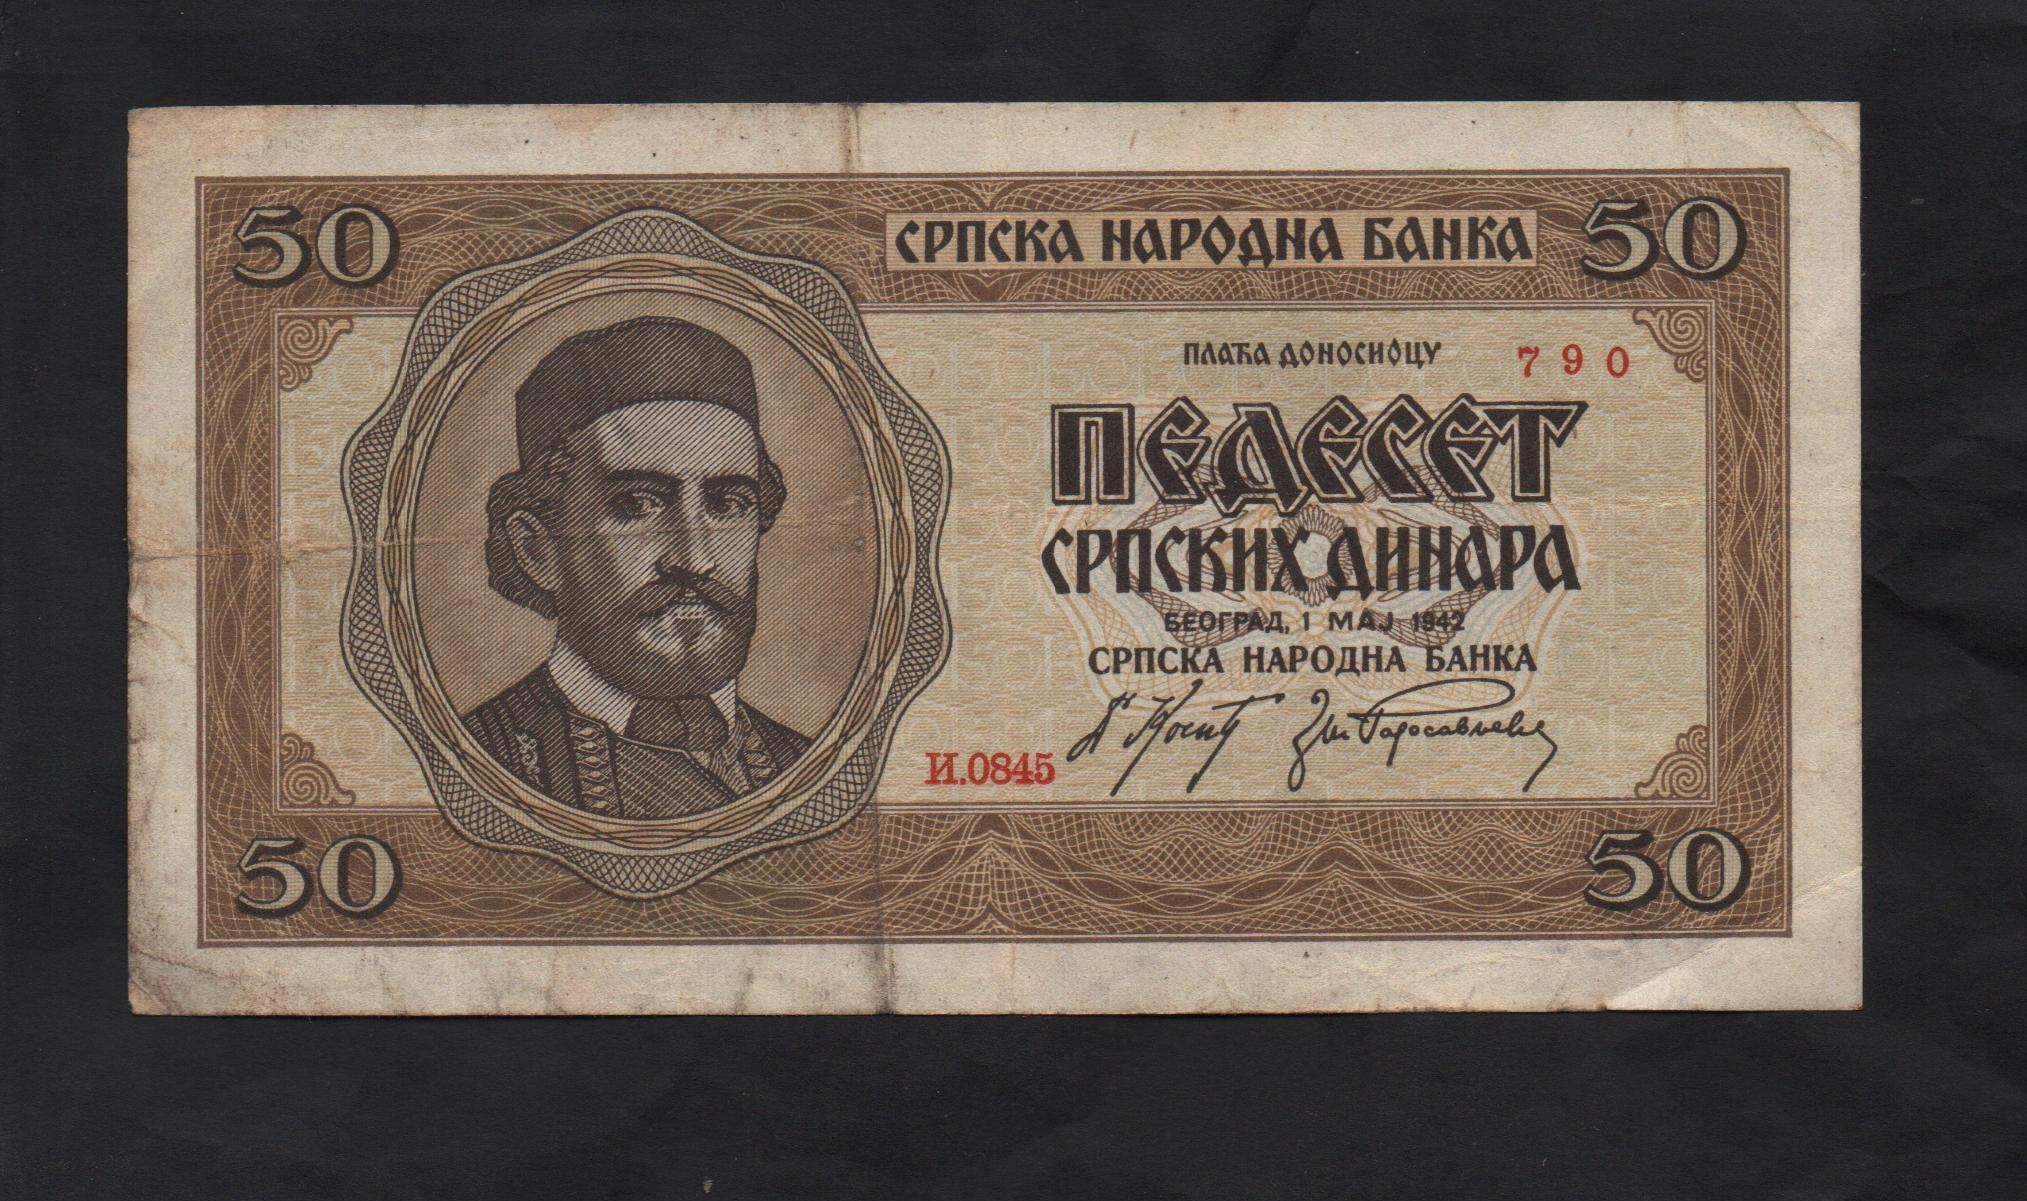 50
СРПСКА НАРОДНА БАНКА
50
ПЛАЋА ДОНОСИОЦУ
790
ПЕДЕСЕТ
СРПСКИХ ДИНАРА
БЕОГРАД, 1 МАЈ 1942
СРПСКА НАРОДНА БАНКА
И.0845
50
50